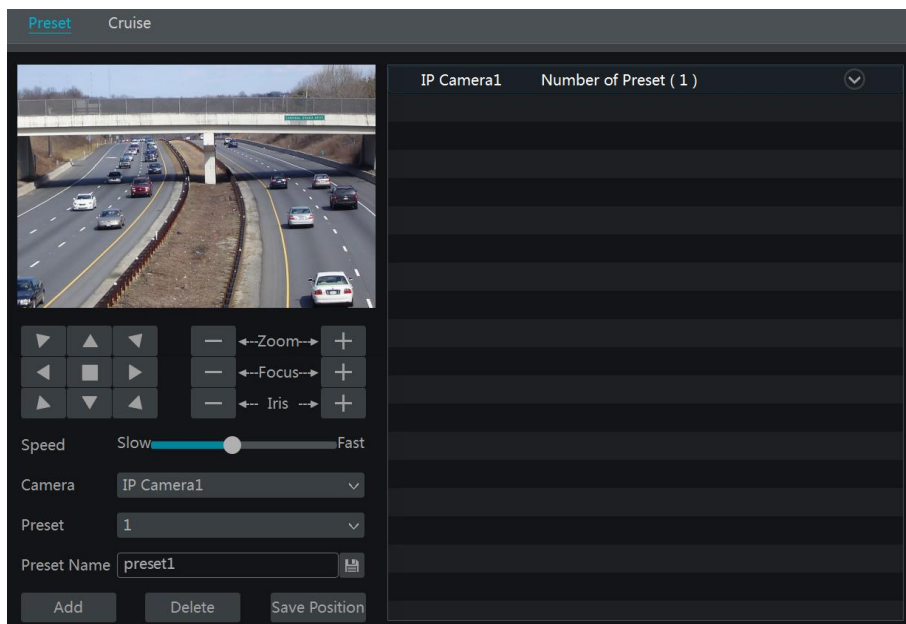 Preset Cruise
IP Camera1 Number of Preset ( 1 )
Zoom
Focus
Iris
Speed Slow Fast
Camera IP Camera1
Preset 1
Preset Name preset1
Add Delete Save Position